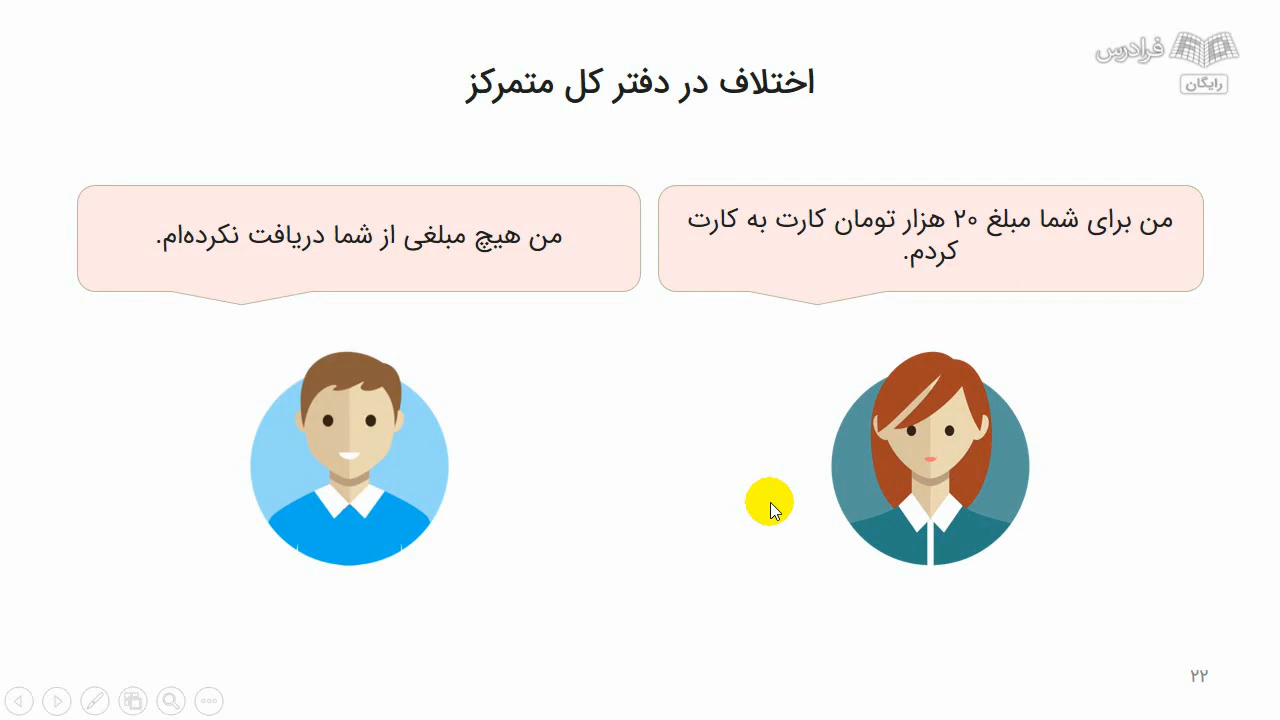 فرادرس
رایگان
اختلاف در دفتر کل متمرکز
من برای شما مبلغ ۲۰ هزار تومان کارت به کارت
کردم.
من هیچ مبلغی از شما دریافت نکرده‌ام.
۲۲